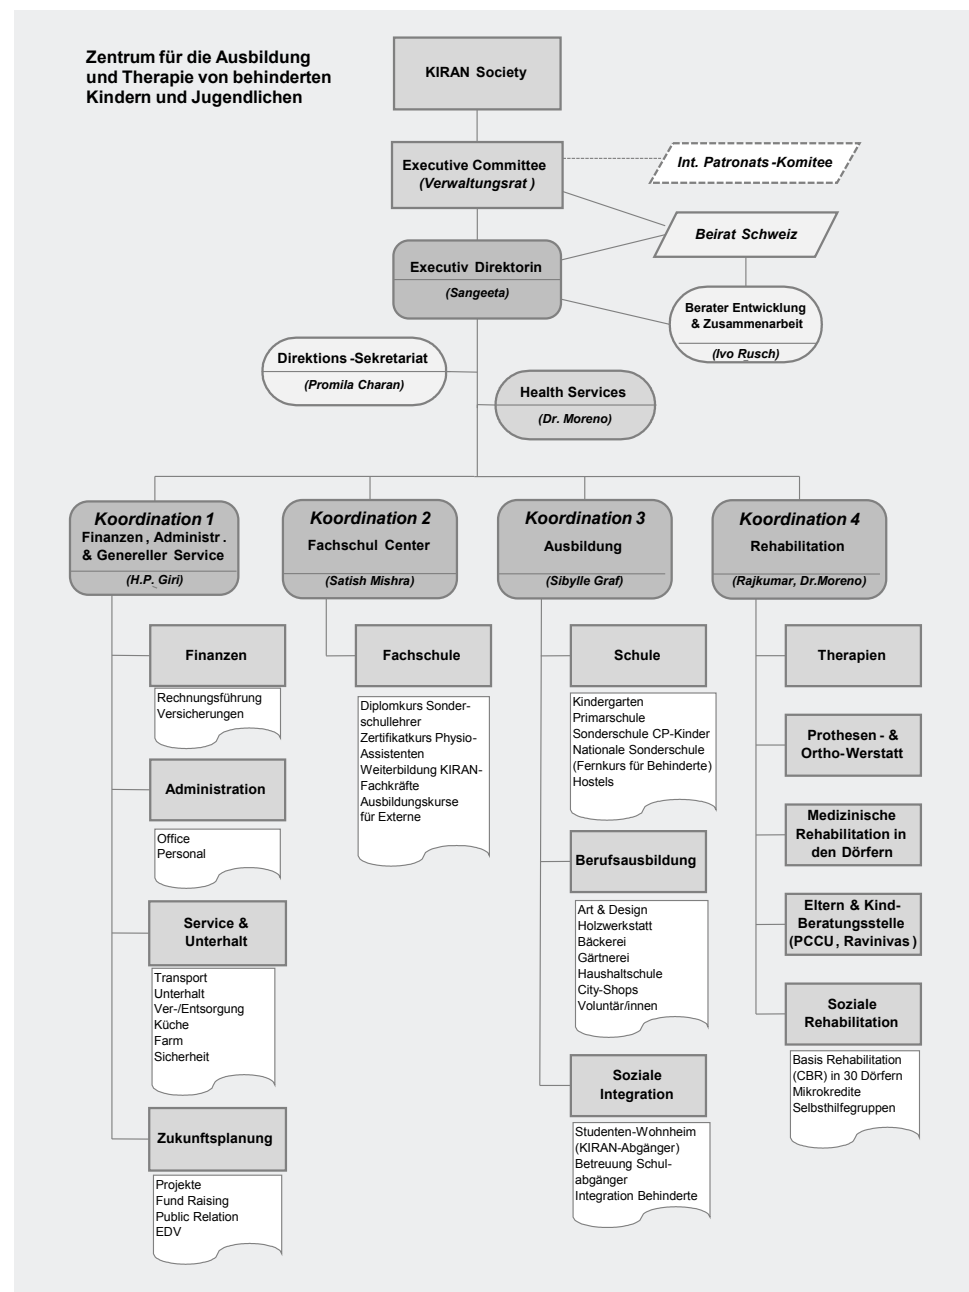 Zentrum für die Ausbildung
und Therapie von behinderten
Kindern und Jugendlichen
KIRAN Society
Executive Committee
(Verwaltungsrat )
Int. Patronats -Komitee
Beirat Schweiz
Executiv Direktorin
(Sangeeta)
Berater Entwicklung
& Zusammenarbeit
(Ivo Rusch)
Direktions -Sekretariat
(Promila Charan)
Health Services
(Dr. Moreno)
Koordination 1
Finanzen , Administr .
& Genereller Service
(H.P. Giri)
Koordination 2
Fachschul Center
(Satish Mishra)
Koordination 3
Ausbildung
(Sibylle Graf)
Koordination 4
Rehabilitation
(Rajkumar, Dr.Moreno)
Finanzen
Rechnungsführung
Versicherungen
Administration
Office
Personal
Service &
Unterhalt
Transport
Unterhalt
Ver-/Entsorgung
Küche
Farm
Sicherheit
Zukunftsplanung
Projekte
Fund Raising
Public Relation
EDV
Fachschule
Diplomkurs Sonder-
schullehrer
Zertifikatkurs Physio-
Assistenten
Weiterbildung KIRAN-
Fachkräfte
Ausbildungskurse
für Externe
Schule
Kindergarten
Primarschule
Sonderschule CP-Kinder
Nationale Sonderschule
(Fernkurs für Behinderte)
Hostels
Berufsausbildung
Art & Design
Holzwerkstatt
Bäckerei
Gärtnerei
Haushaltschule
City-Shops
Voluntär/innen
Soziale
Integration
Studenten-Wohnheim
(KIRAN-Abgänger)
Betreuung Schul-
abgänger
Integration Behinderte
Therapien
Prothesen - &
Ortho-Werstatt
Medizinische
Rehabilitation in
den Dörfern
Eltern & Kind-
Beratungsstelle
(PCCU , Ravinivas )
Soziale
Rehabilitation
Basis Rehabilitation
(CBR) in 30 Dörfern
Mikrokredite
Selbsthilfegruppen